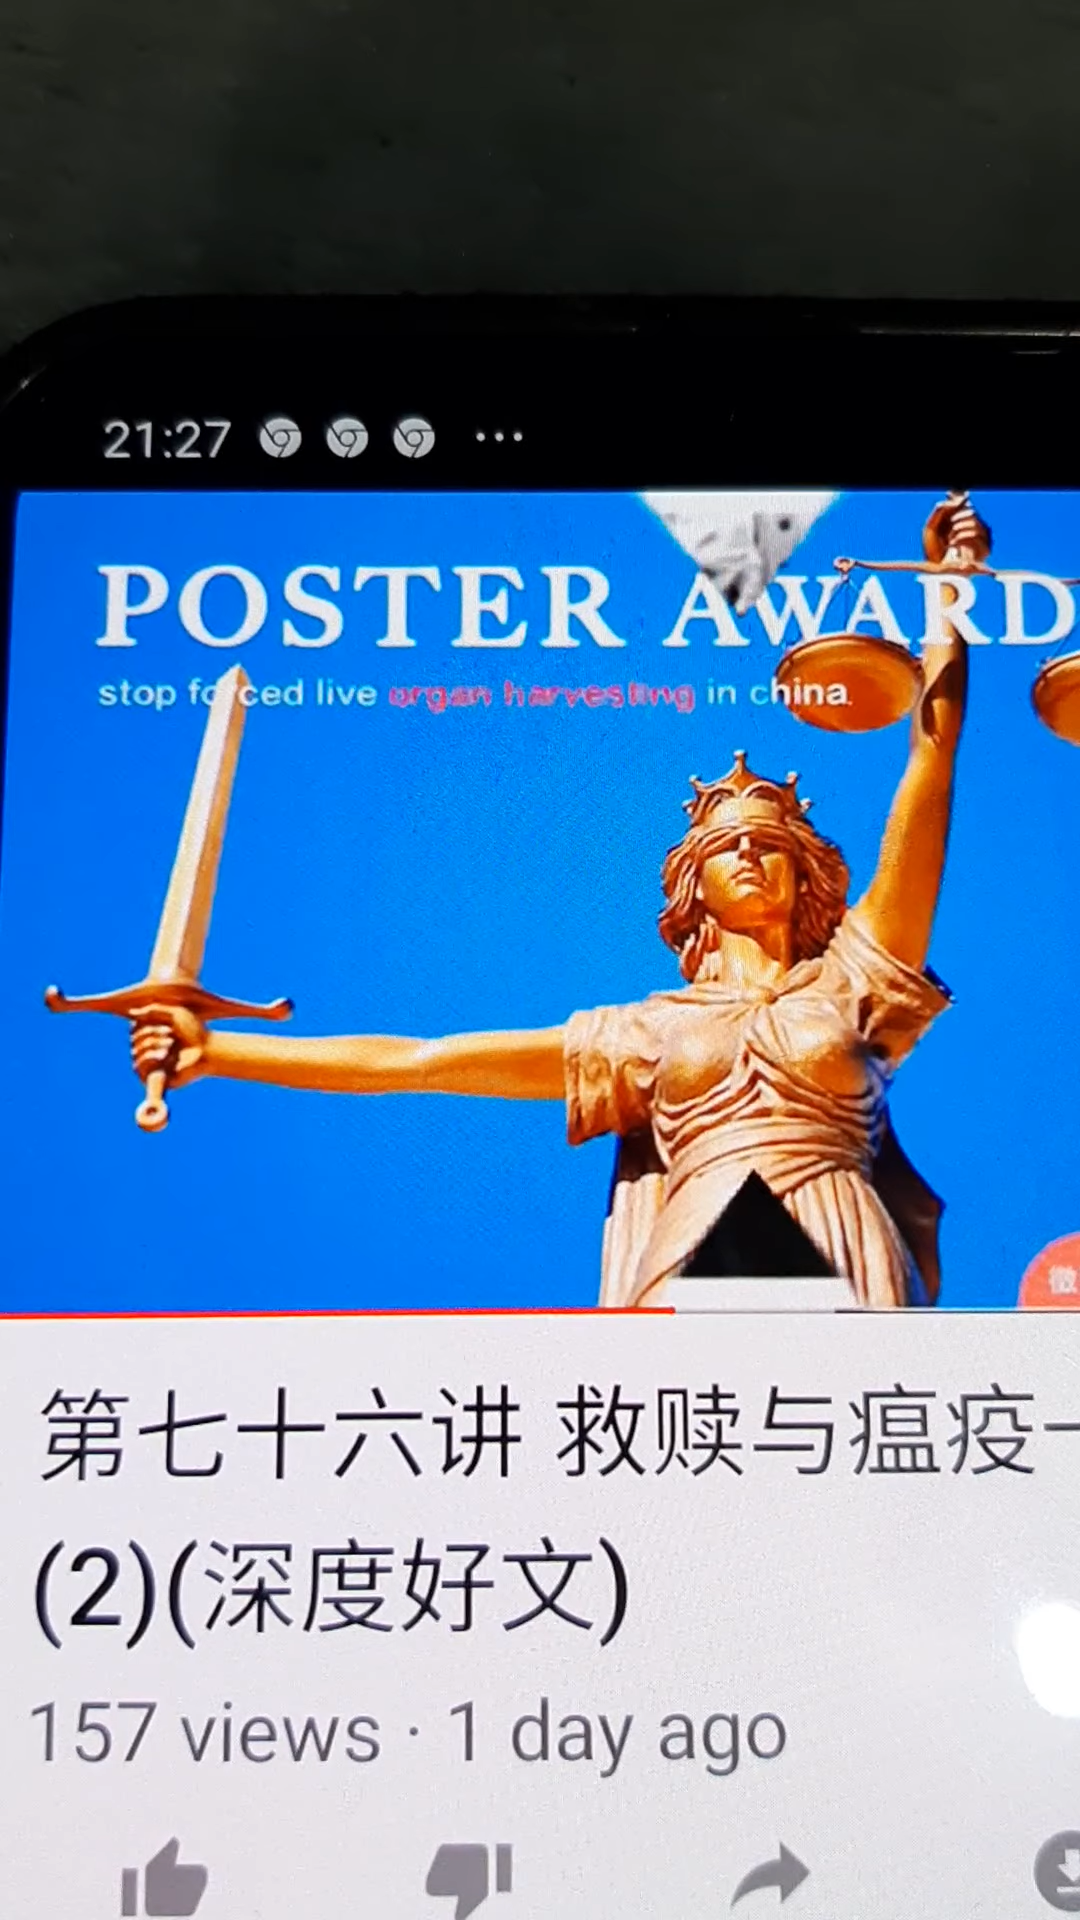 21:27
POSTER AWARD
stop forced live organ harvesting in china
徵
第七十六讲 救赎与瘟疫
(2)(深度好文)
157 views · 1 day ago